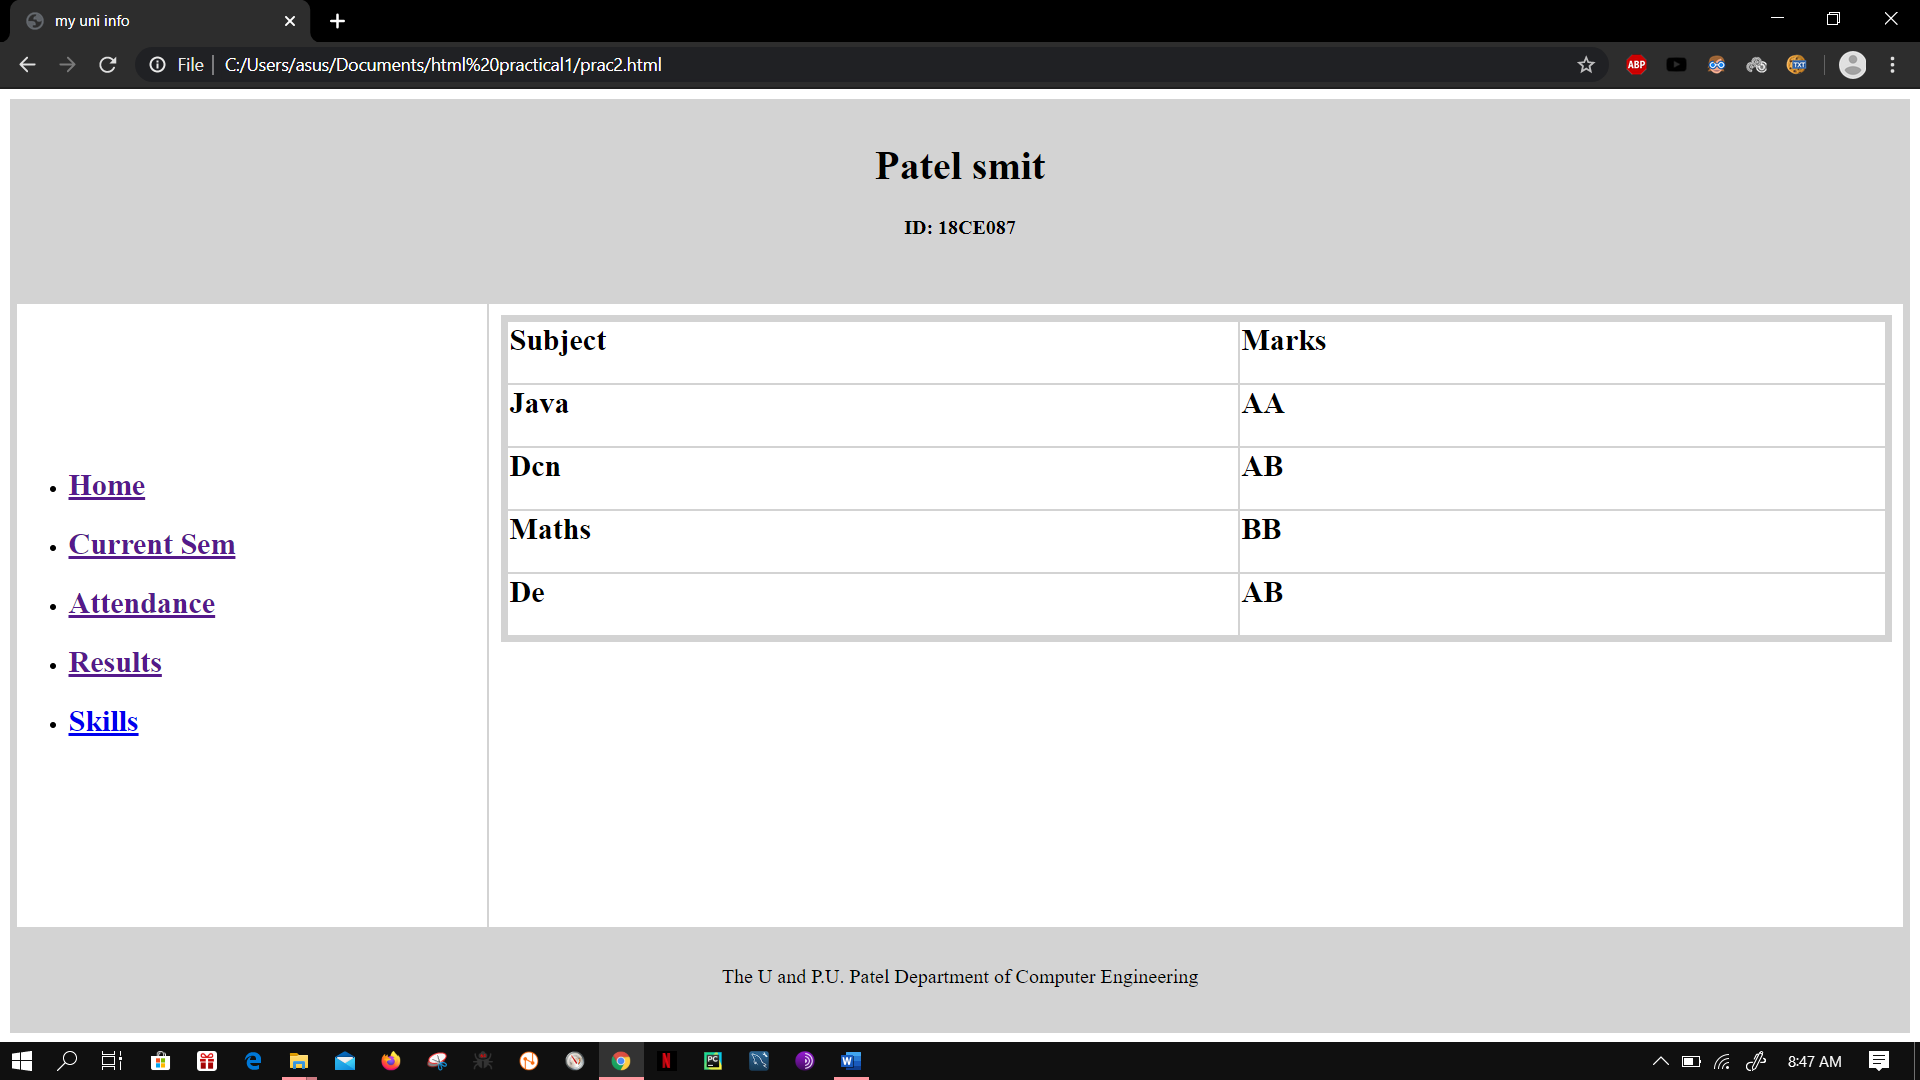 my uni info
File
C:/Users/asus/Documents/html%20practical1/prac2.html
ABP
TXT
Patel smit
ID: 18CE087
Home
Current Sem
Attendance
Results
Skills
Subject Marks
Java AA
Dcn AB
Maths BB
De AB
The U and P.U. Patel Department of Computer Engineering
N
PC
W
8:47 AM